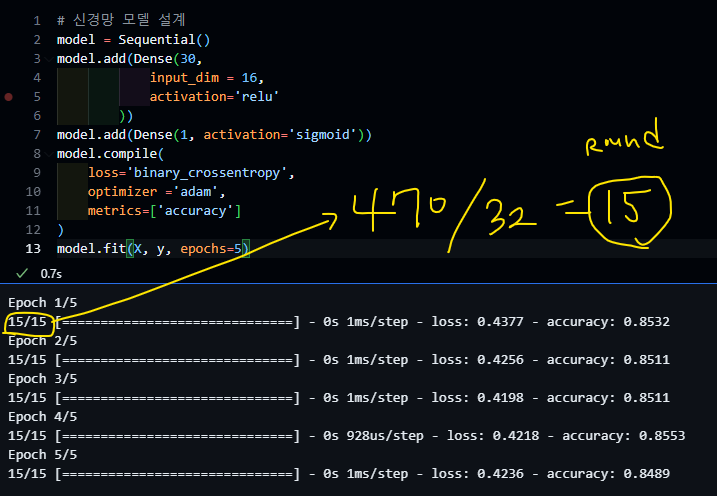 1 # 신경망 모델 설계
2 model = Sequential()
3 model.add(Dense(30,
4 input_dim = 16,
5 activation='relu'
6 ))
7 model.add(Dense(1, activation='sigmoid'))
8 model.compile(
9 loss='binary_crossentropy',
10 optimizer ='adam',
11 metrics=['accuracy']
12 )
13 model.fit(X, y, epochs=5)
round
470/32 = 15
0.7s
Epoch 1/5
15/15 [==============================] - 0s 1ms/step - loss: 0.4377 - accuracy: 0.8532
Epoch 2/5
15/15 [==============================] - 0s 1ms/step - loss: 0.4256 - accuracy: 0.8511
Epoch 3/5
15/15 [==============================] - 0s 1ms/step - loss: 0.4198 - accuracy: 0.8511
Epoch 4/5
15/15 [==============================] - 0s 928us/step - loss: 0.4218 - accuracy: 0.8553
Epoch 5/5
15/15 [==============================] - 0s 1ms/step - loss: 0.4236 - accuracy: 0.8489